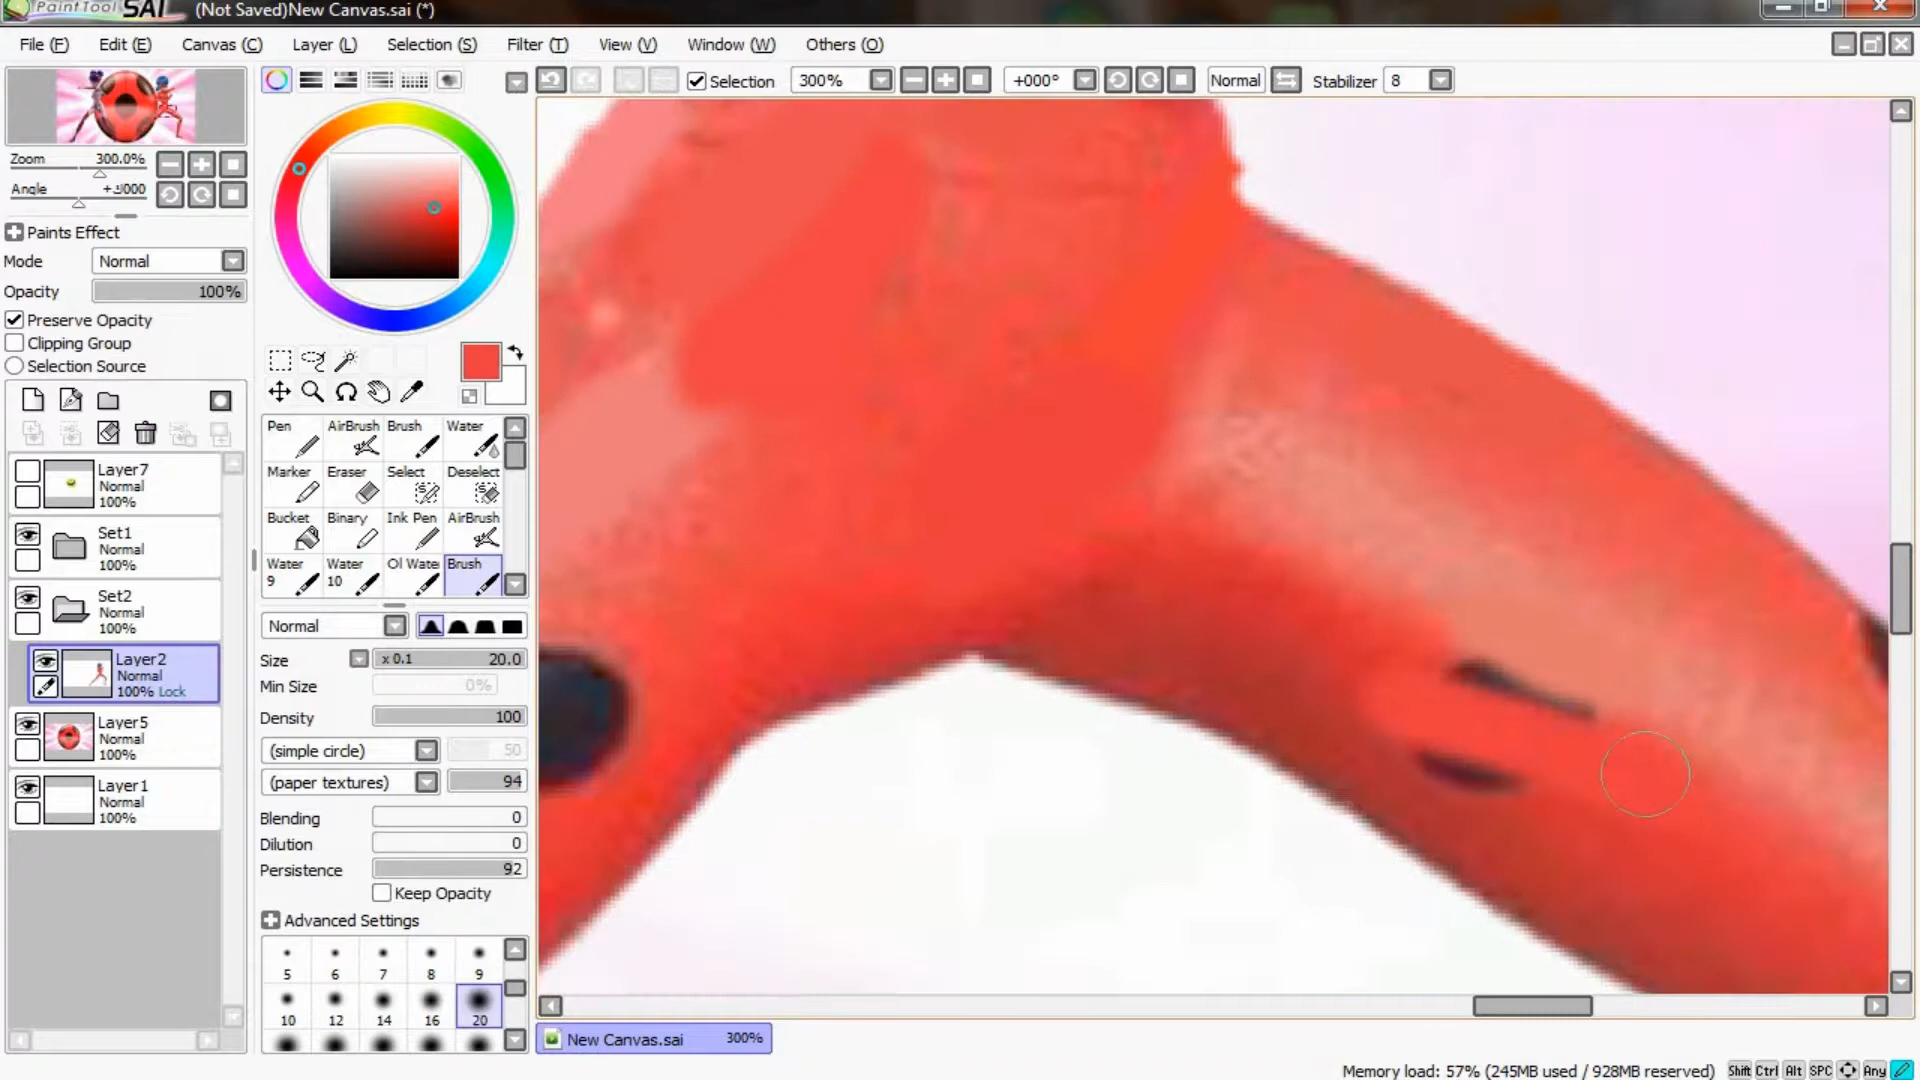 PaintTool SAI (Not Saved)New Canvas.sai (*)
File (F) Edit (E) Canvas (C) Layer (L) Selection (S) Filter (T) View (V) Window (W) Others (O)
Selection 300% +000° Normal Stabilizer 8
Zoom 300.0%
Angle
Paints Effect
Mode Normal
Opacity 100%
Preserve Opacity
Clipping Group
Selection Source
Layer7
Normal
100%
Set1
Normal
100%
Set2
Normal
100%
Layer2
Normal
100% Lock
Layer5
Normal
100%
Layer1
Normal
100%
Pen AirBrush Brush Water
Marker Eraser Select Deselect
Bucket Binary Ink Pen AirBrush
Water 9 Water 10 Ol Wate Brush
Normal
Size x 0.1 20.0
Min Size 0%
Density 100
(simple circle) 50
(paper textures) 94
Blending 0
Dilution 0
Persistence 92
Keep Opacity
Advanced Settings
5 6 7 8 9
10 12 14 16 20
New Canvas.sai 300%
Memory load: 57% (245MB used / 928MB reserved) Shift Ctrl Alt SPC Any